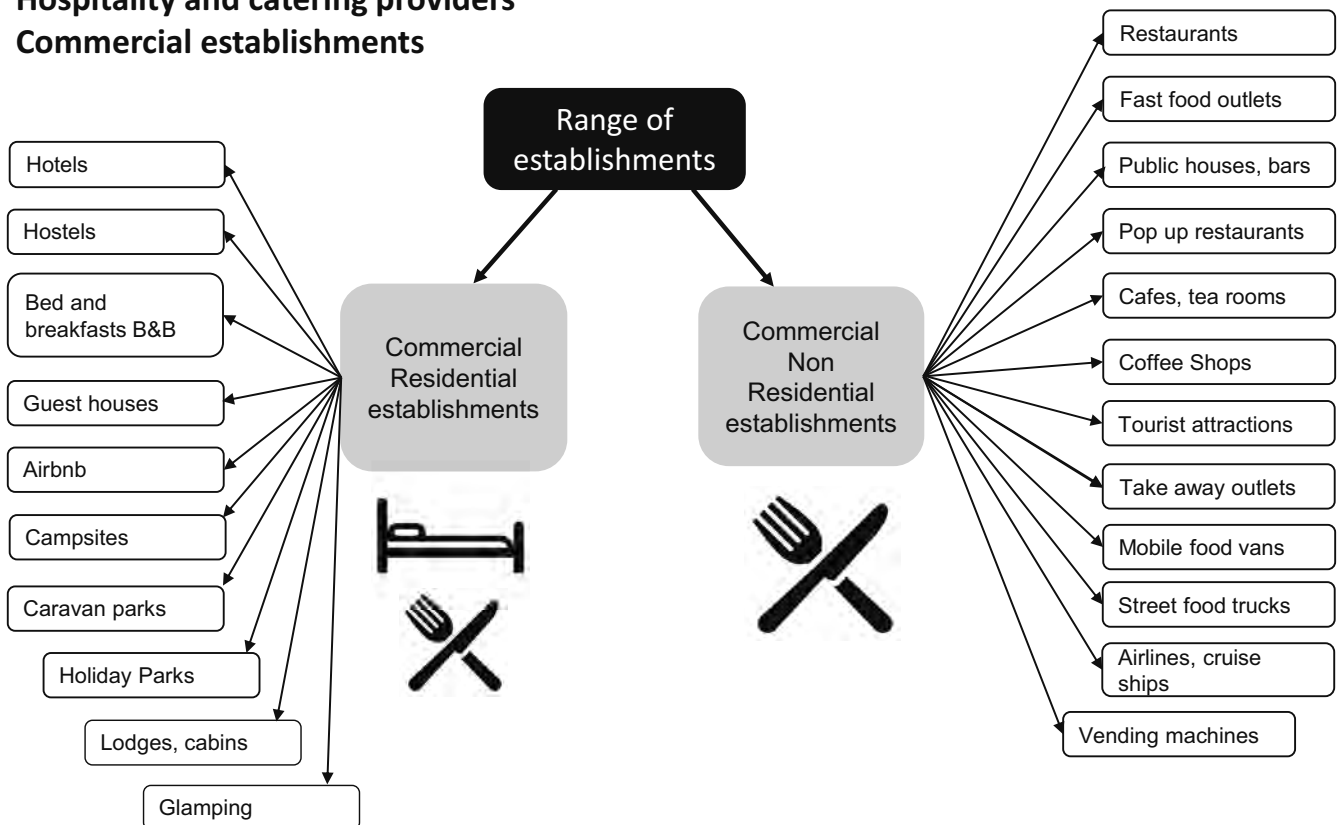 Hospitality and catering providers
Commercial establishments
Range of
establishments
Commercial
Residential
establishments
Hotels
Hostels
Bed and
breakfasts B&B
Guest houses
Airbnb
Campsites
Caravan parks
Holiday Parks
Lodges, cabins
Glamping
Commercial
Non
Residential
establishments
Restaurants
Fast food outlets
Public houses, bars
Pop up restaurants
Cafes, tea rooms
Coffee Shops
Tourist attractions
Take away outlets
Mobile food vans
Street food trucks
Airlines, cruise
ships
Vending machines